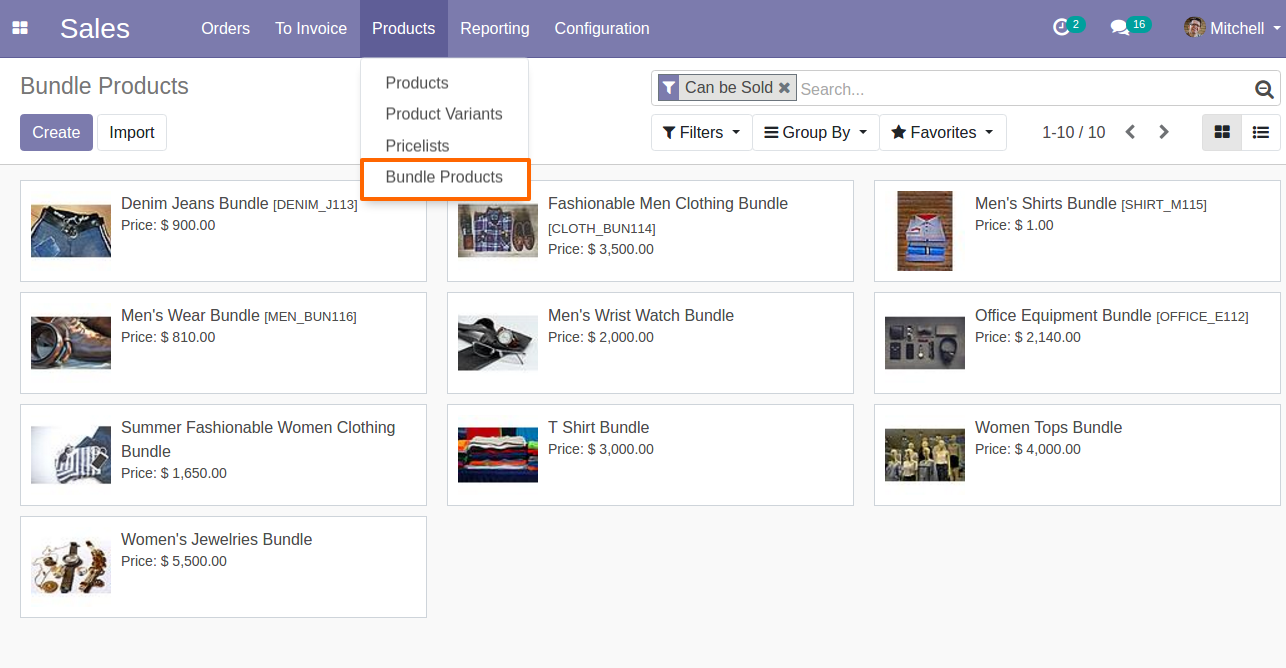 Sales
Orders
To Invoice
Products
Reporting
Configuration
2
16
Mitchell
Bundle Products
Create
Import
Products
Product Variants
Pricelists
Bundle Products
Can be Sold
Search...
Filters
Group By
Favorites
1-10 / 10
Denim Jeans Bundle [DENIM_J113]
Price: $ 900.00
Fashionable Men Clothing Bundle
[CLOTH_BUN114]
Price: $ 3,500.00
Men's Shirts Bundle [SHIRT_M115]
Price: $ 1.00
Men's Wear Bundle [MEN_BUN116]
Price: $ 810.00
Men's Wrist Watch Bundle
Price: $ 2,000.00
Office Equipment Bundle [OFFICE_E112]
Price: $ 2,140.00
Summer Fashionable Women Clothing
Bundle
Price: $ 1,650.00
T Shirt Bundle
Price: $ 3,000.00
Women Tops Bundle
Price: $ 4,000.00
Women's Jewelries Bundle
Price: $ 5,500.00